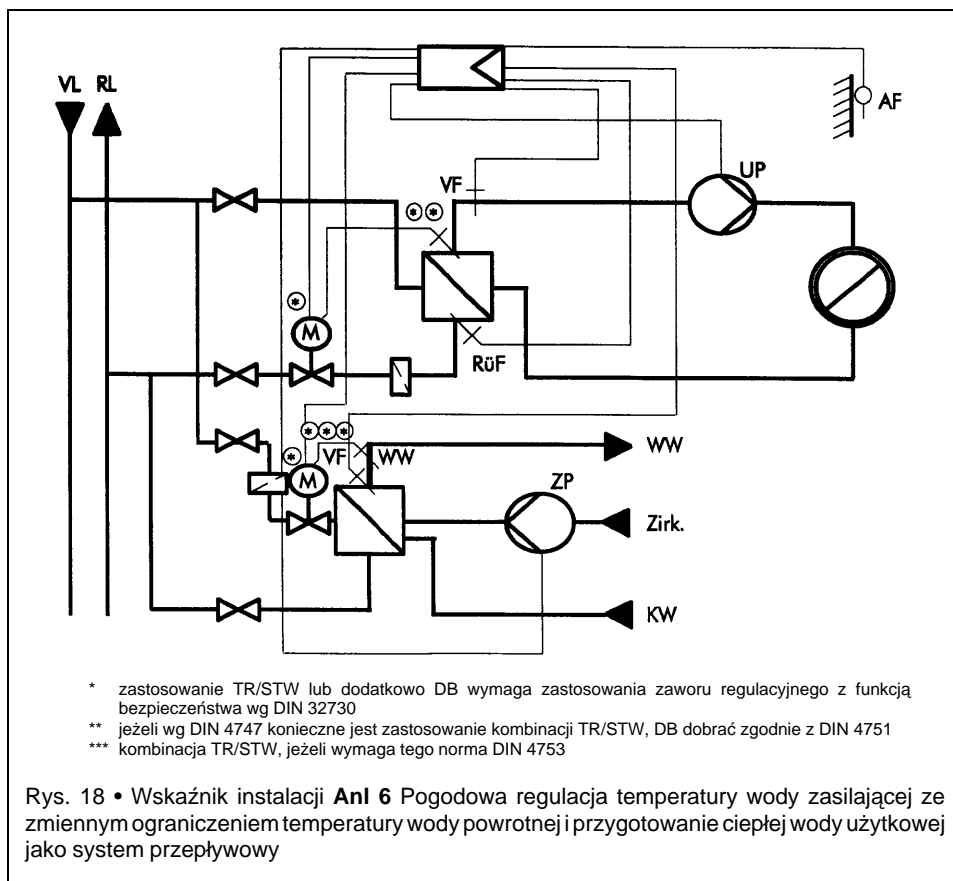 VL RL
AF
UP
VF
**
*
M
RüF
***
*
VF WW
WW
M
ZP
Zirk.
KW
* zastosowanie TR/STW lub dodatkowo DB wymaga zastosowania zaworu regulacyjnego z funkcją
bezpieczeństwa wg DIN 32730
** jeżeli wg DIN 4747 konieczne jest zastosowanie kombinacji TR/STW, DB dobrać zgodnie z DIN 4751
*** kombinacja TR/STW, jeżeli wymaga tego norma DIN 4753
Rys. 18 • Wskaźnik instalacji Anl 6 Pogodowa regulacja temperatury wody zasilającej ze
zmiennym ograniczeniem temperatury wody powrotnej i przygotowanie ciepłej wody użytkowej
jako system przepływowy